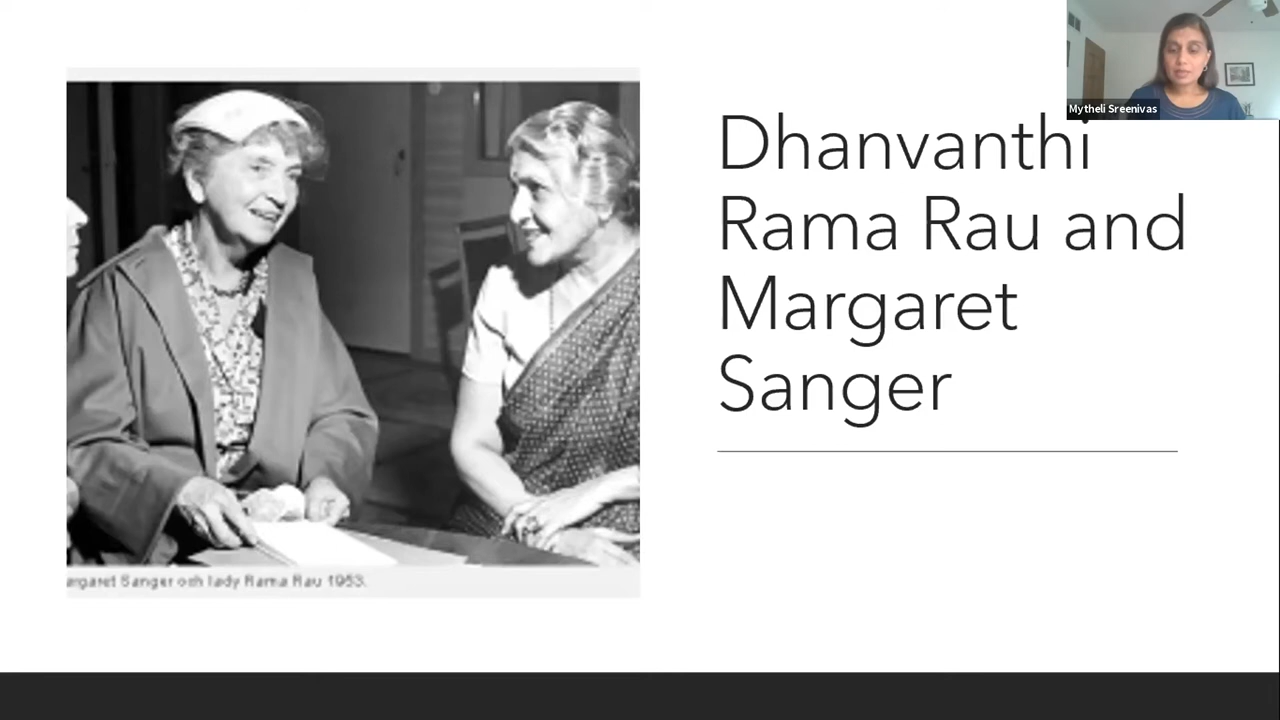 Mytheli Sreenivas
Dhanvanthi
Rama Rau and
Margaret
Sanger
argaret Sanger och lady Rama Rau 1953.